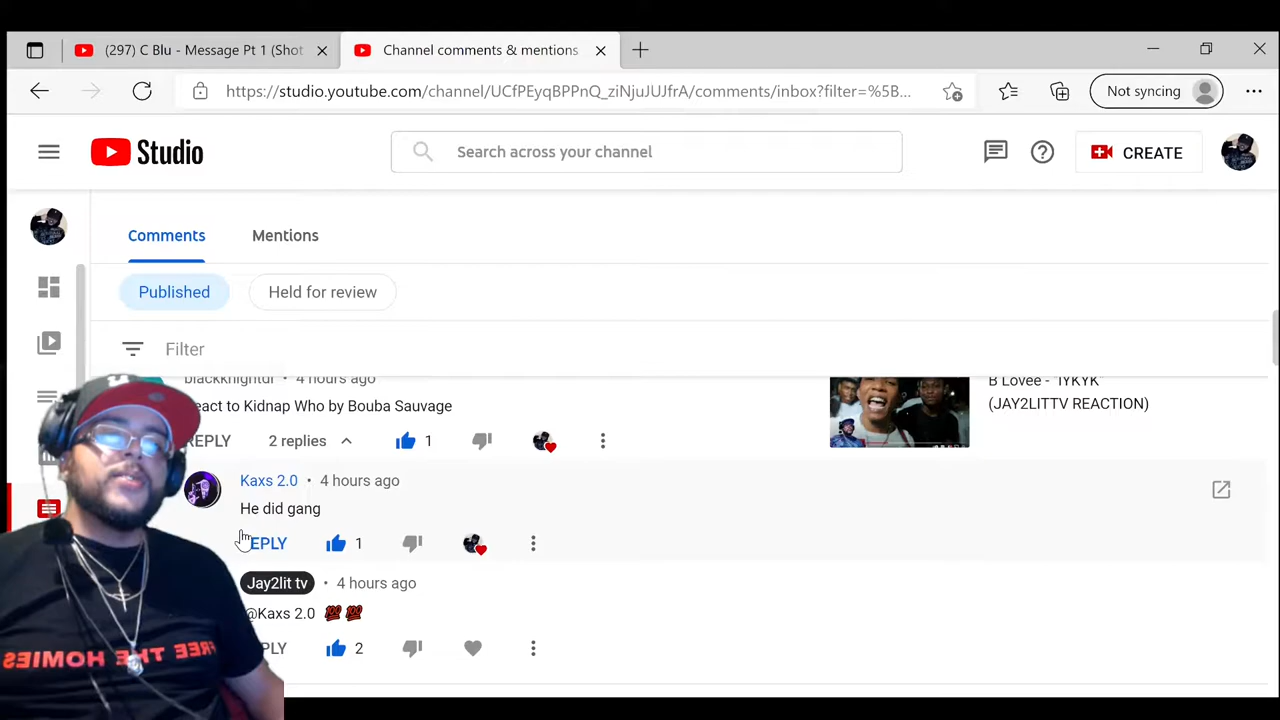 (297) C Blu - Message Pt 1 (Shot
Channel comments & mentions
https://studio.youtube.com/channel/UCfPEyqBPPnQ_ziNjuJUJfrA/comments/inbox?filter=%5B...
Not syncing
Studio
Search across your channel
CREATE
Comments
Mentions
Published
Held for review
Filter
blackknightdr • 4 hours ago
eact to Kidnap Who by Bouba Sauvage
REPLY
2 replies
1
B Lovee - "IYKYK"
(JAY2LITTV REACTION)
Kaxs 2.0 • 4 hours ago
He did gang
EPLY
1
Jay2lit tv • 4 hours ago
@Kaxs 2.0 💯 💯
PLY
2
FREE THE HOMIES